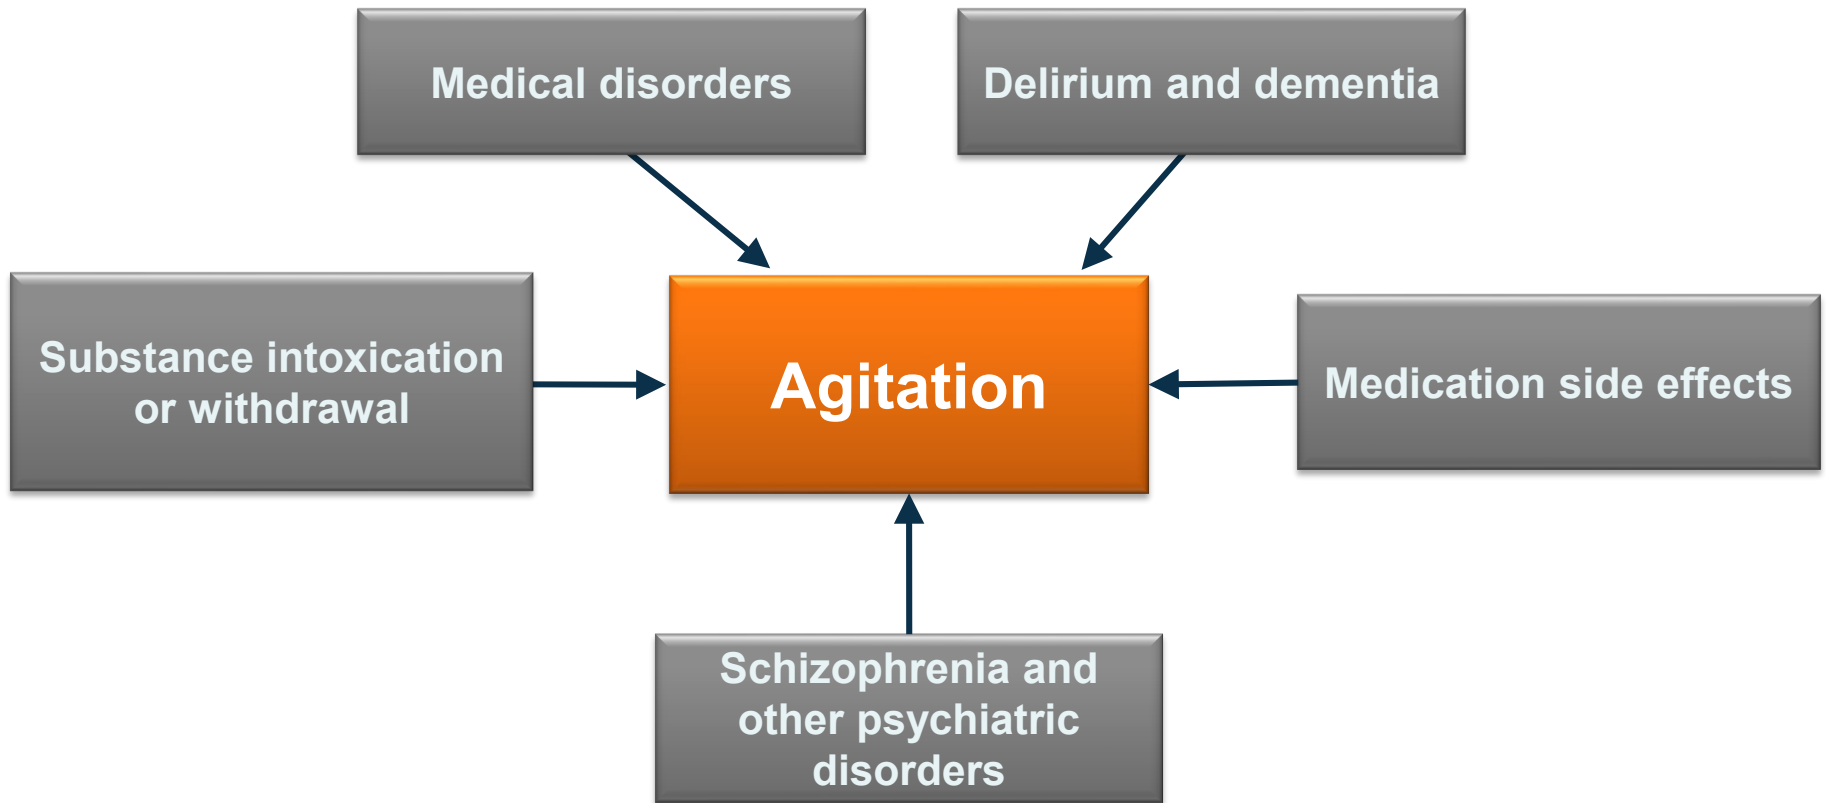 Medical disorders
Delirium and dementia
Substance intoxication
or withdrawal
Agitation
Medication side effects
Schizophrenia and
other psychiatric
disorders